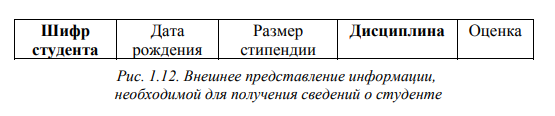 Шифр студента
Дата рождения
Размер стипендии
Дисциплина
Оценка
Рис. 1.12. Внешнее представление информации,
необходимой для получения сведений о студенте